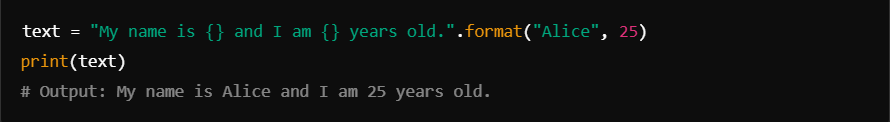 text = "My name is {} and I am {} years old.".format("Alice", 25)
print(text)
# Output: My name is Alice and I am 25 years old.